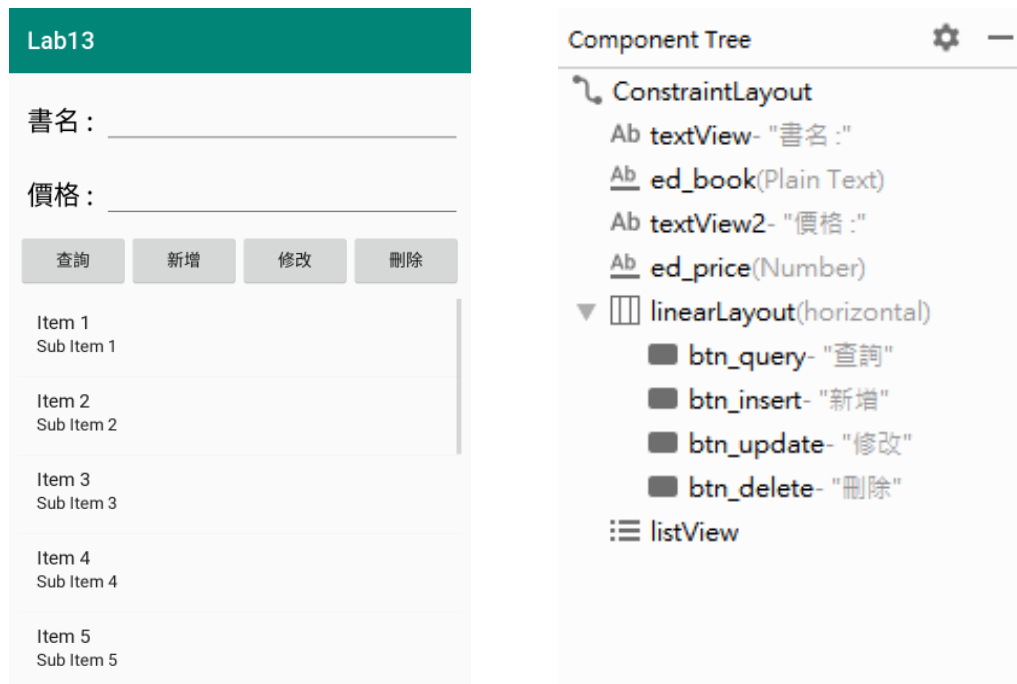 Lab13
書名 :
價格 :
查詢 新增 修改 刪除
Item 1
Sub Item 1
Item 2
Sub Item 2
Item 3
Sub Item 3
Item 4
Sub Item 4
Item 5
Sub Item 5
Component Tree
ConstraintLayout
Ab textView- "書名 :"
Ab ed_book(Plain Text)
Ab textView2- "價格 :"
Ab ed_price(Number)
linearLayout(horizontal)
btn_query- "查詢"
btn_insert- "新增"
btn_update- "修改"
btn_delete- "刪除"
listView